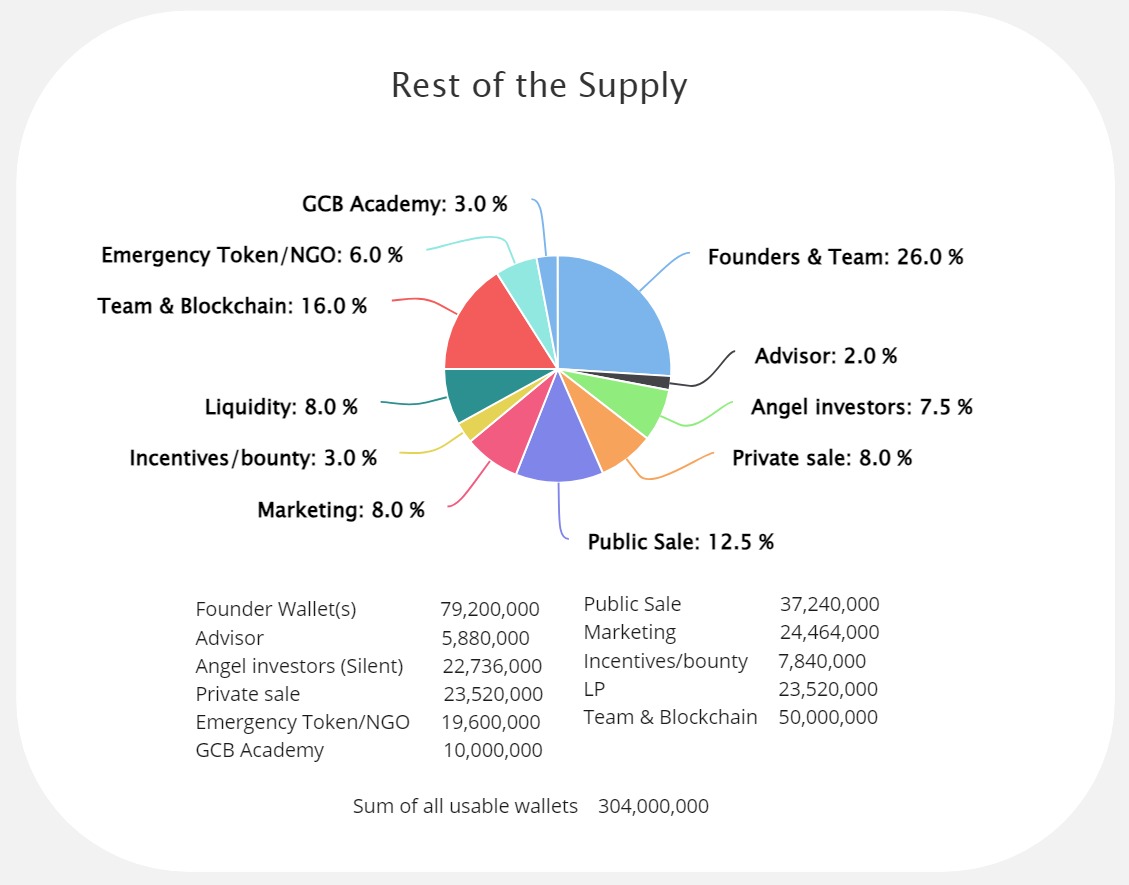 Rest of the Supply
GCB Academy: 3.0 %
Emergency Token/NGO: 6.0 %
Founders & Team: 26.0 %
Team & Blockchain: 16.0 %
Advisor: 2.0 %
Liquidity: 8.0 %
Angel investors: 7.5 %
Incentives/bounty: 3.0 %
Private sale: 8.0 %
Marketing: 8.0 %
Public Sale: 12.5 %
Founder Wallet(s) 79,200,000
Advisor 5,880,000
Angel investors (Silent) 22,736,000
Private sale 23,520,000
Emergency Token/NGO 19,600,000
GCB Academy 10,000,000
Public Sale 37,240,000
Marketing 24,464,000
Incentives/bounty 7,840,000
LP 23,520,000
Team & Blockchain 50,000,000
Sum of all usable wallets 304,000,000